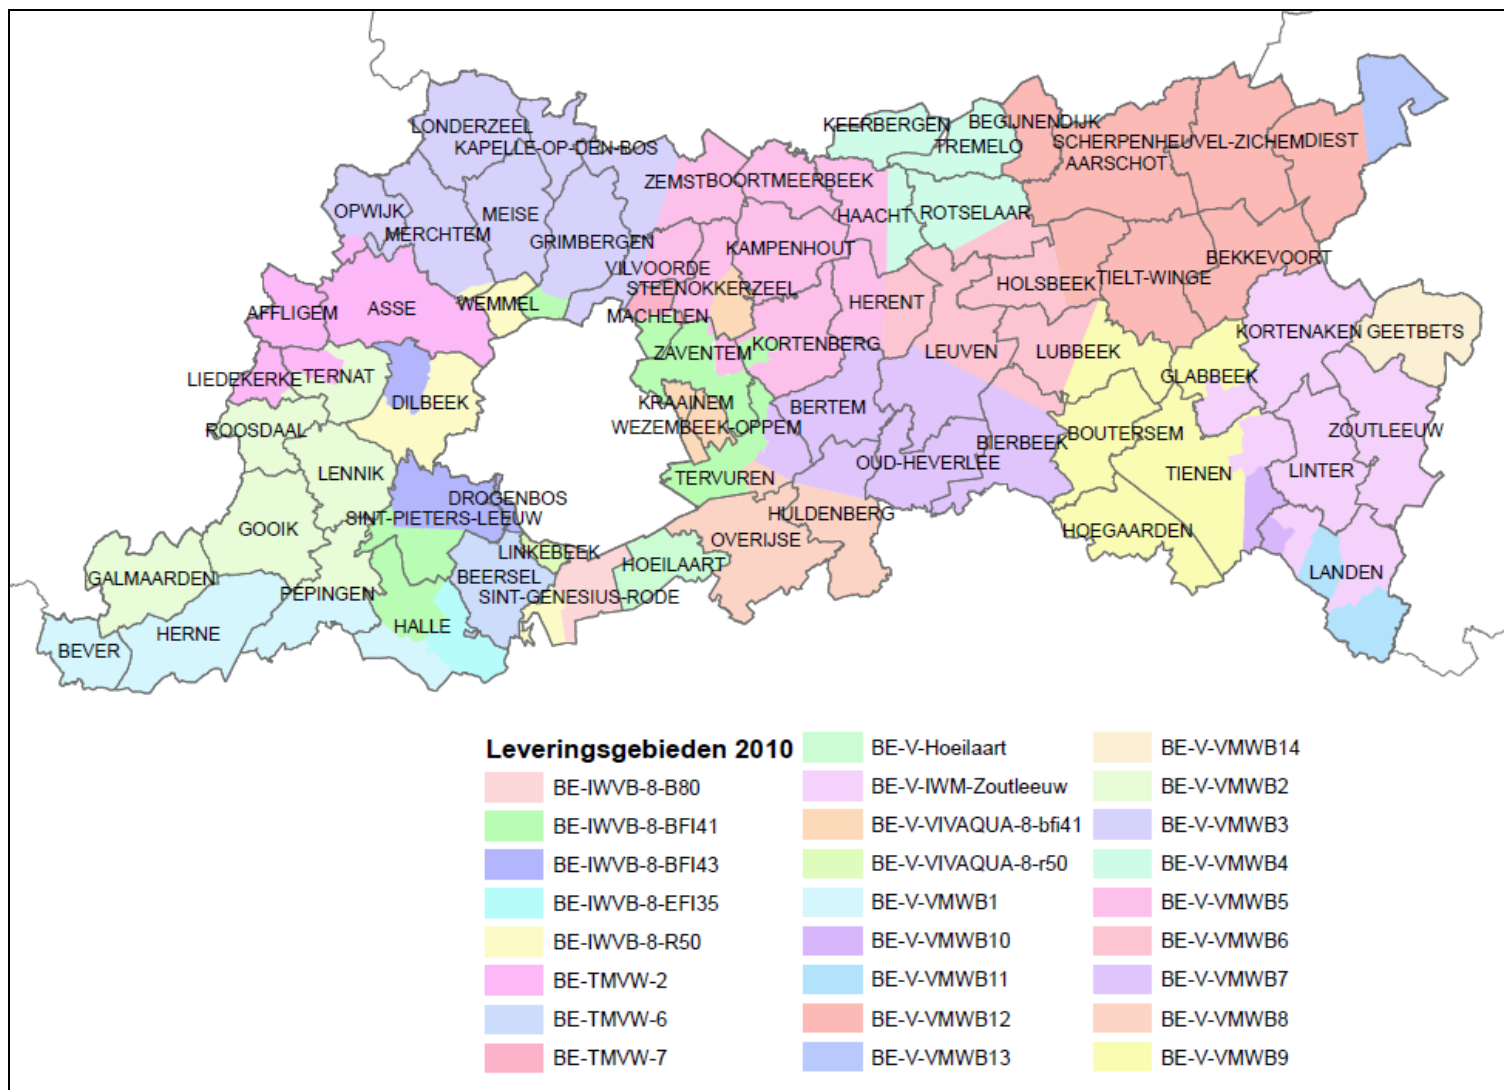 LONDERZEEL
KAPELLE-OP-DEN-BOS
KEERBERGEN
BEGIJNENDIJK
TREMELO
SCHERPENHEUVEL-ZICHEM
DIEST
AARSCHOT
ZEMST
BOORTMEERBEEK
OPWIJK
MEISE
HAACHT
ROTSELAAR
MERCHTEM
GRIMBERGEN
KAMPENHOUT
BEKKEVOORT
VILVOORDE
TIELT-WINGE
STEENOKKERZEEL
HOLSBEEK
WEMMEL
HERENT
AFFLIGEM
ASSE
MACHELEN
KORTENAKEN
GEETBETS
ZAVENTEM
KORTENBERG
LEUVEN
LUBBEEK
LIEDEKERKE
TERNAT
GLABBEEK
DILBEEK
KRAAINEM
BERTEM
WEZEMBEEK-OPPEM
ROOSDAAL
BOUTERSEM
ZOUTLEEUW
BIERBEEK
OUD-HEVERLEE
LENNIK
TERVUREN
TIENEN
LINTER
DROGENBOS
SINT-PIETERS-LEEUW
HULDENBERG
GOOIK
HOEGAARDEN
OVERIJSE
LINKEBEEK
HOEILAART
GALMAARDEN
BEERSEL
LANDEN
PEPINGEN
SINT-GENESIUS-RODE
HALLE
HERNE
BEVER
Leveringsgebieden 2010
BE-IWVB-8-B80
BE-IWVB-8-BFI41
BE-IWVB-8-BFI43
BE-IWVB-8-EFI35
BE-IWVB-8-R50
BE-TMVW-2
BE-TMVW-6
BE-TMVW-7
BE-V-Hoeilaart
BE-V-IWM-Zoutleeuw
BE-V-VIVAQUA-8-bfi41
BE-V-VIVAQUA-8-r50
BE-V-VMWB1
BE-V-VMWB10
BE-V-VMWB11
BE-V-VMWB12
BE-V-VMWB13
BE-V-VMWB14
BE-V-VMWB2
BE-V-VMWB3
BE-V-VMWB4
BE-V-VMWB5
BE-V-VMWB6
BE-V-VMWB7
BE-V-VMWB8
BE-V-VMWB9